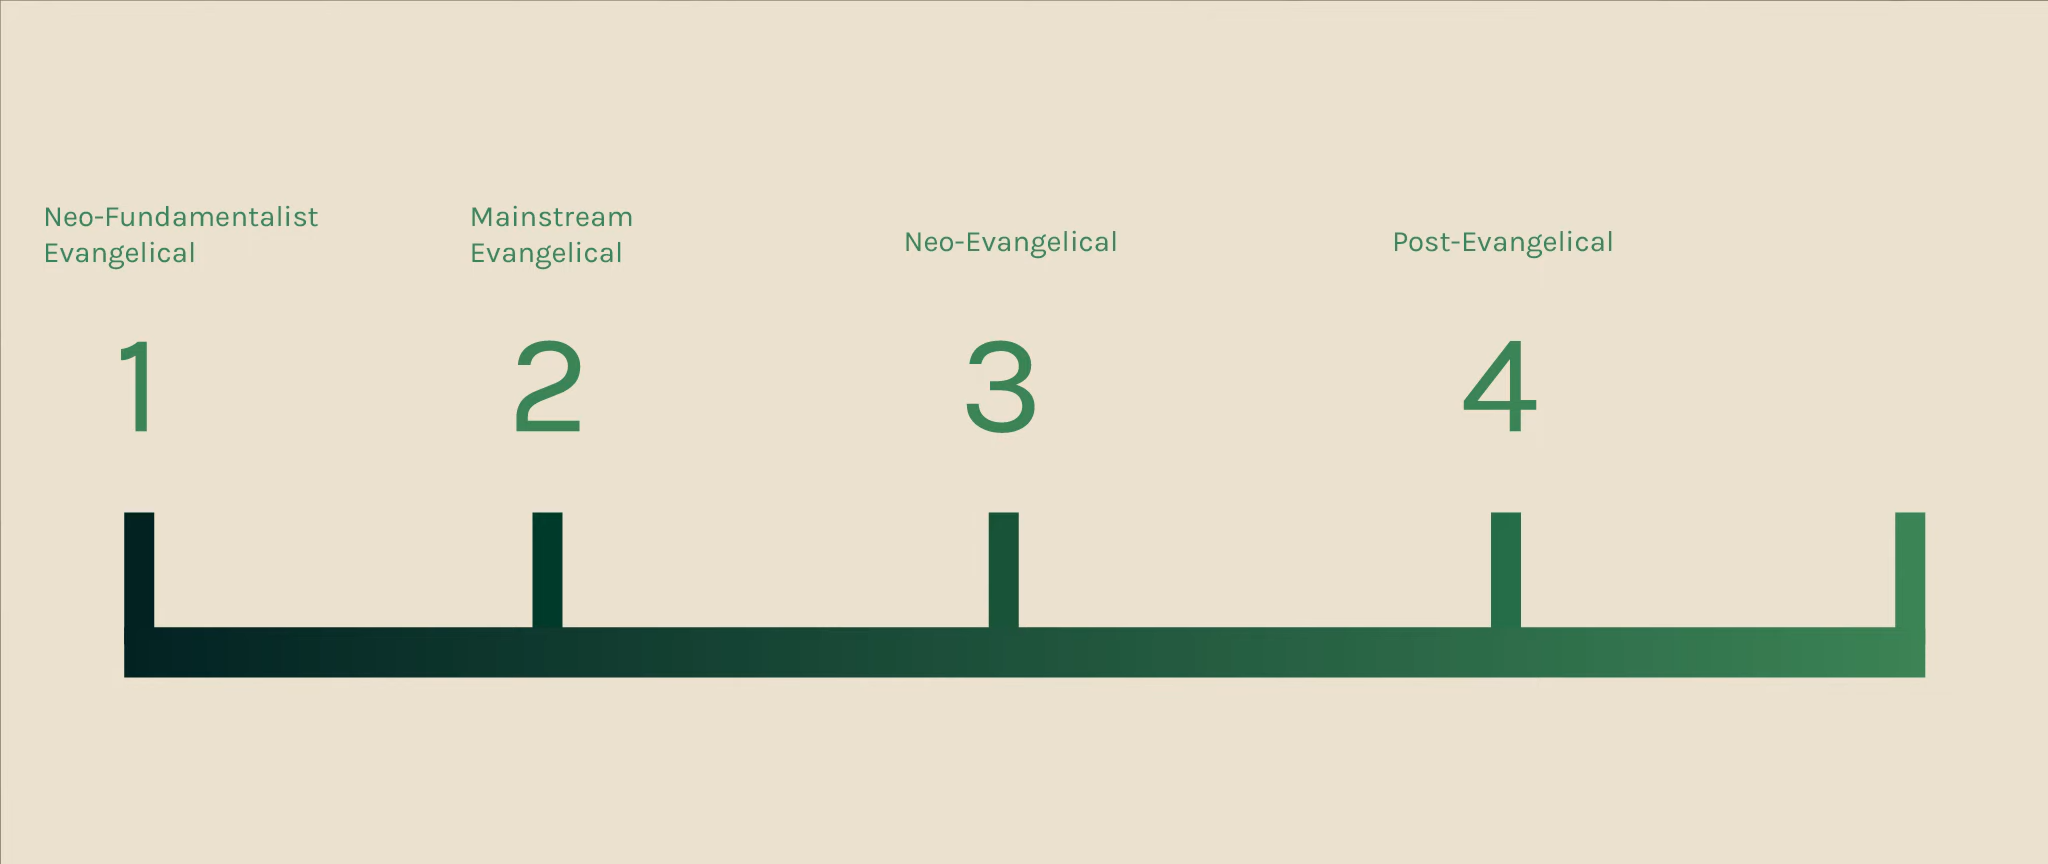 Neo-Fundamentalist
Evangelical
Mainstream
Evangelical
Neo-Evangelical
Post-Evangelical
1
2
3
4